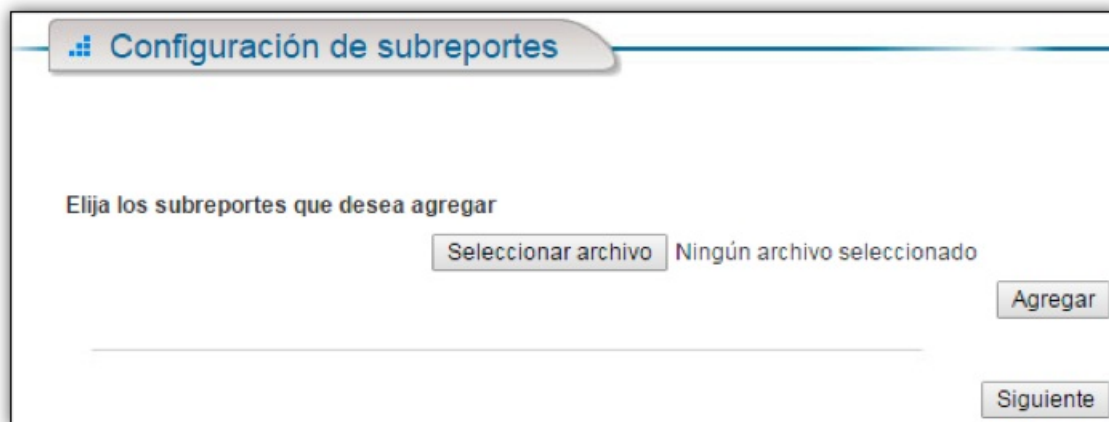 Configuración de subreportes
Elija los subreportes que desea agregar
Seleccionar archivo Ningún archivo seleccionado
Agregar
Siguiente